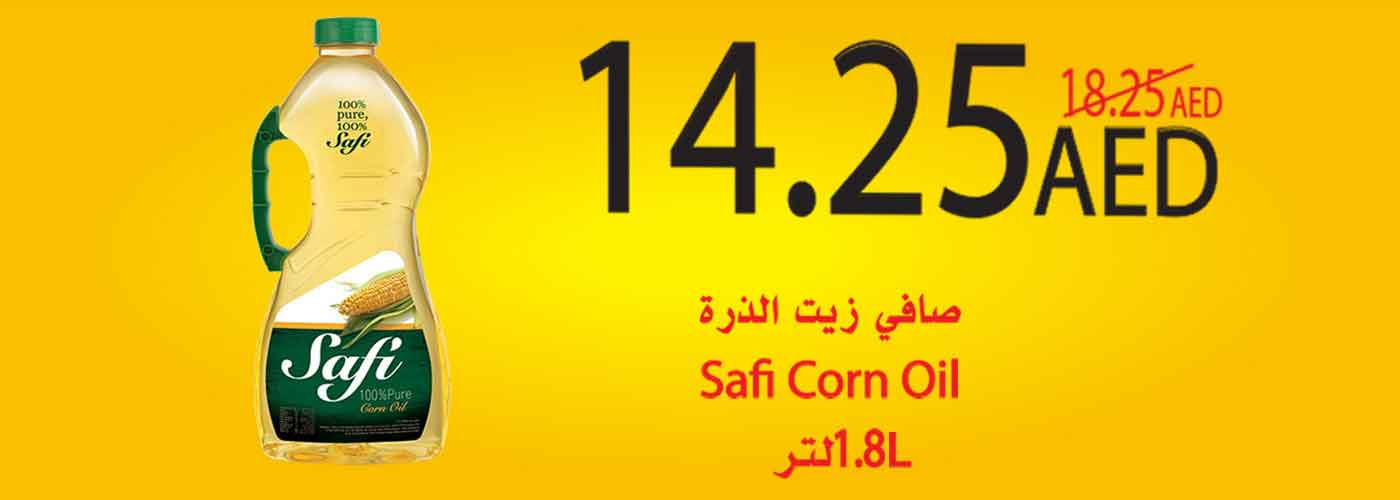 100%
pure,
100%
Safi
Safi
100%Pure
Corn Oil
14.25 AED
18.25 AED
صافي زيت الذرة
Safi Corn Oil
1.8L لتر